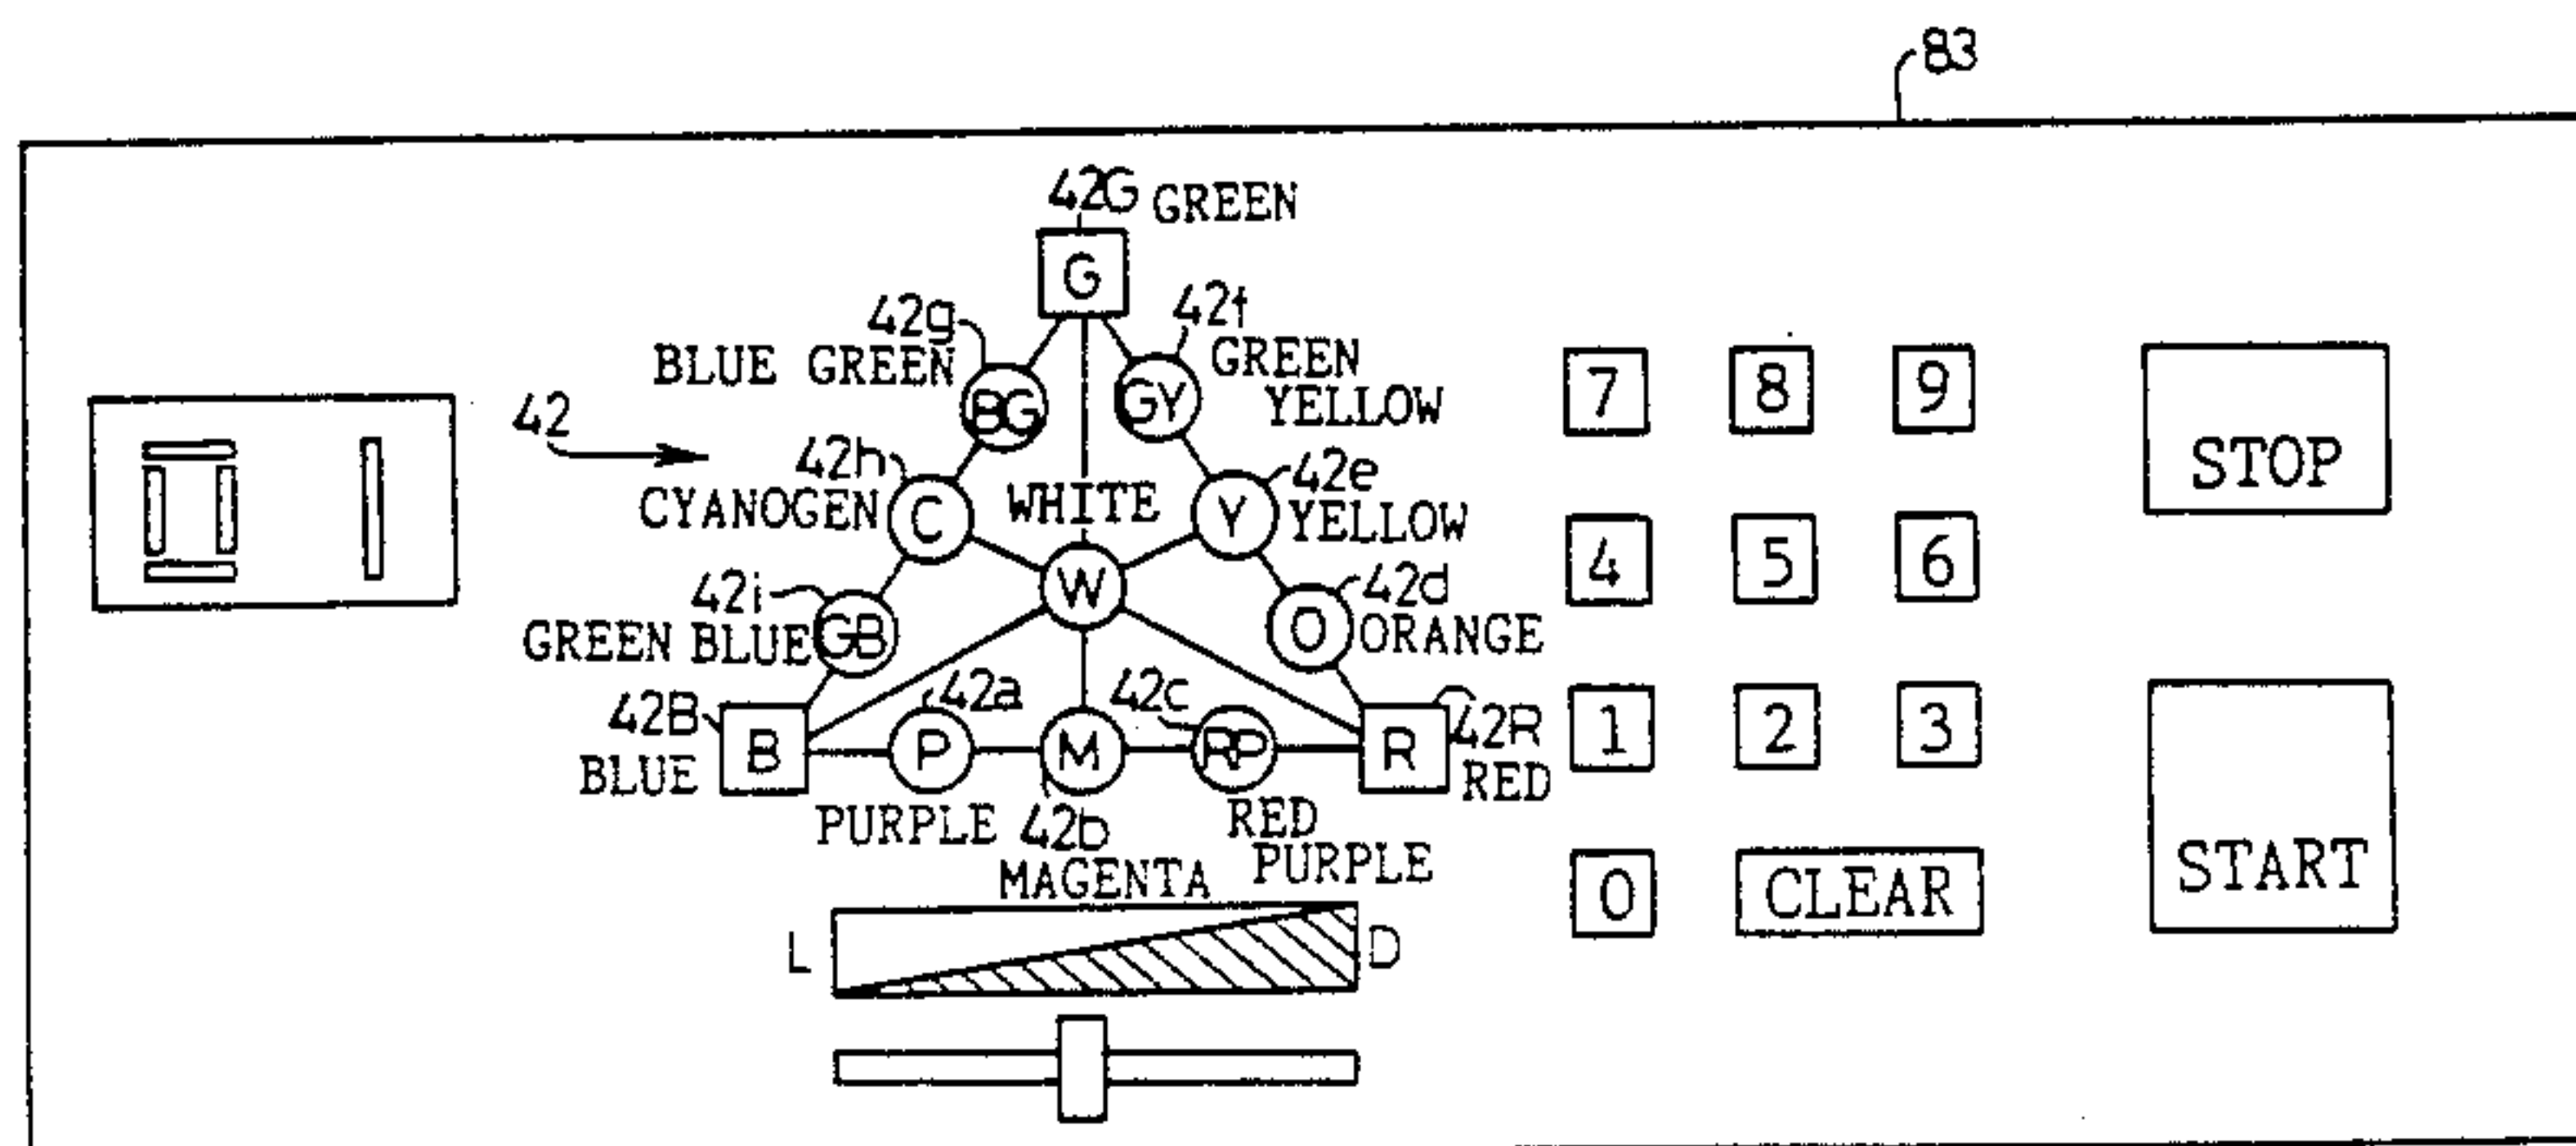 83
42G GREEN
G
42g 42f
BLUE GREEN GREEN
BG GY YELLOW
7 8 9
STOP
42
42h 42e
CYANOGEN C WHITE Y YELLOW
4 5 6
42i W 42d
GREEN BLUE GB O ORANGE
42B 42a 42c 42R
B P M RP R
BLUE RED
1 2 3
PURPLE 42b RED
MAGENTA PURPLE
0 CLEAR START
L D